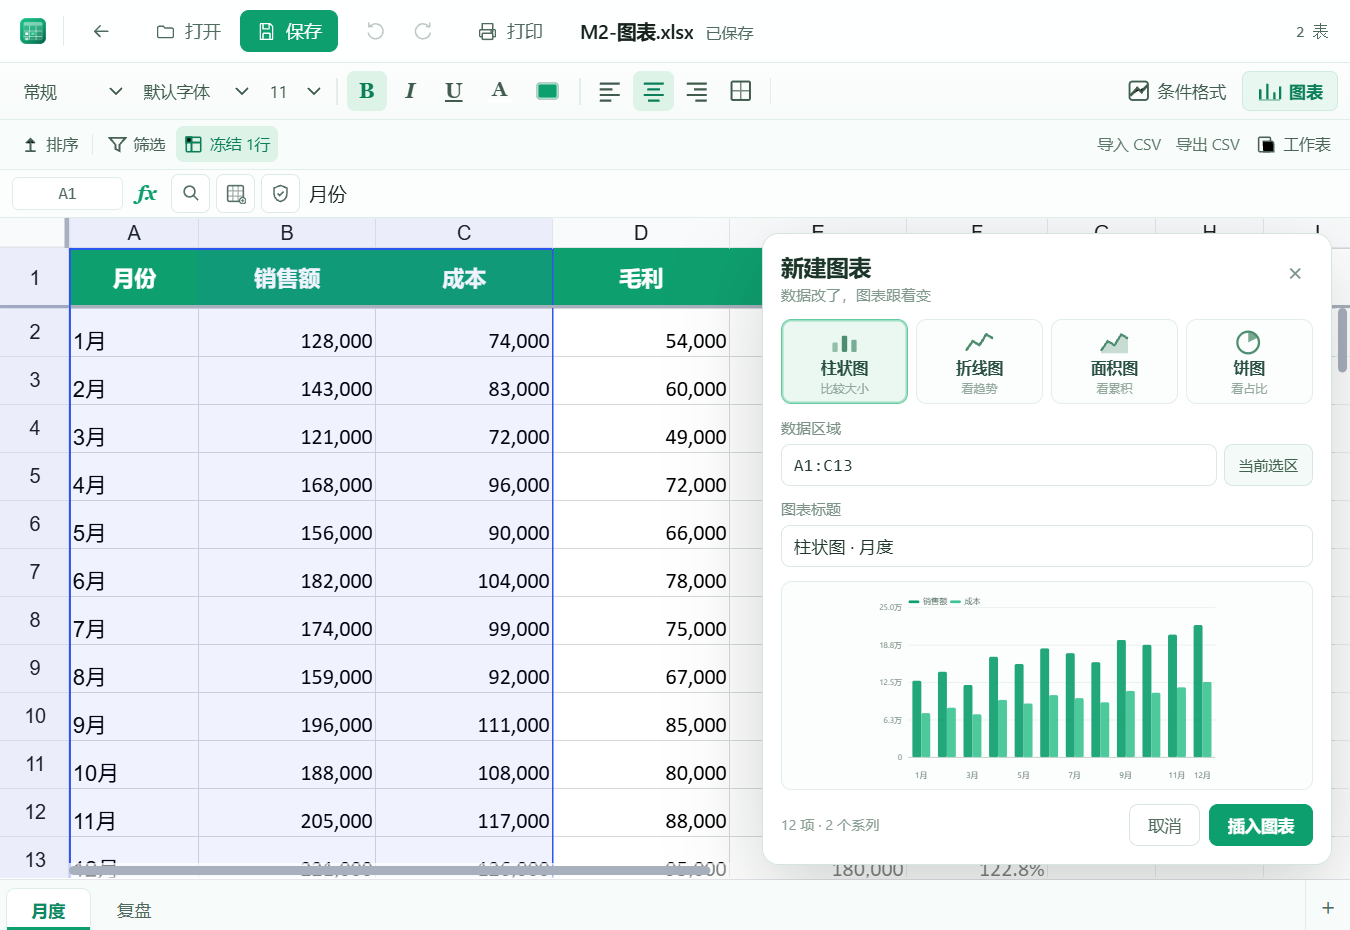 打开
保存
打印
M2-图表.xlsx 已保存
2 表
常规
默认字体
11
B I U A
条件格式
图表
排序
筛选
冻结 1行
导入 CSV
导出 CSV
工作表
A1
fx
月份
A B C D
1 月份 销售额 成本 毛利
2 1月 128,000 74,000 54,000
3 2月 143,000 83,000 60,000
4 3月 121,000 72,000 49,000
5 4月 168,000 96,000 72,000
6 5月 156,000 90,000 66,000
7 6月 182,000 104,000 78,000
8 7月 174,000 99,000 75,000
9 8月 159,000 92,000 67,000
10 9月 196,000 111,000 85,000
11 10月 188,000 108,000 80,000
12 11月 205,000 117,000 88,000
13 12月 180,000 122.8%
新建图表
数据改了，图表跟着变
柱状图
比较大小
折线图
看趋势
面积图
看累积
饼图
看占比
数据区域
A1:C13
当前选区
图表标题
柱状图 · 月度
销售额 成本
25.0万
18.8万
12.5万
6.3万
0
1月 3月 5月 7月 9月 11月 12月
12 项 · 2 个系列
取消
插入图表
月度
复盘